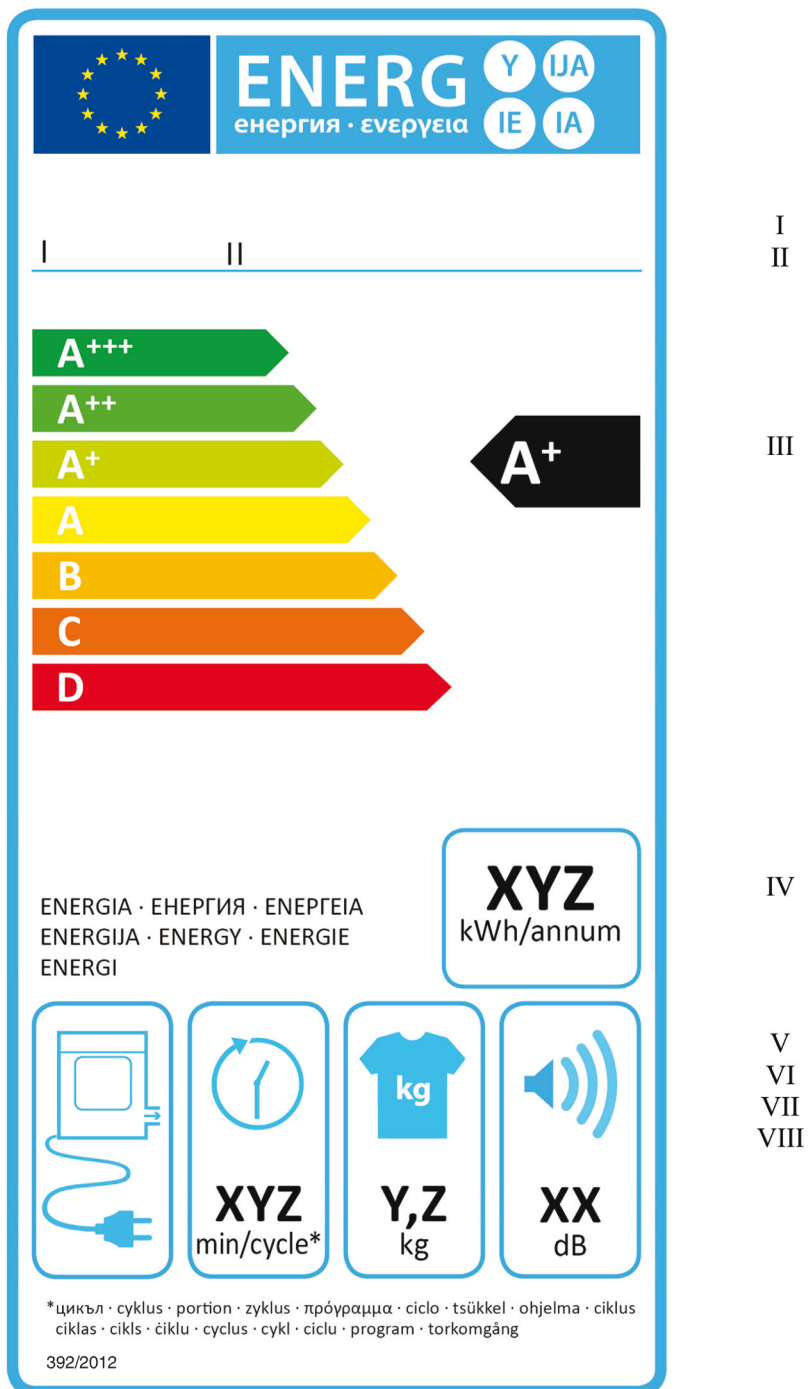 ENERG Y IJA
IE IA
енергия · ενεργεια
I
II
I II
A+++
A++
A+
A
B
C
D
A+
III
XYZ
kWh/annum
IV
ENERGIA · ЕНЕРГИЯ · ΕΝΕΡΓΕΙΑ
ENERGIJA · ENERGY · ENERGIE
ENERGI
V
VI
VII
VIII
XYZ
min/cycle*
kg
Y,Z
kg
XX
dB
*цикъл · cyklus · portion · zyklus · πρόγραμμα · ciclo · tsükkel · ohjelma · ciklus
ciklas · cikls · ċiklu · cyclus · cykl · ciclu · program · torkomgång
392/2012